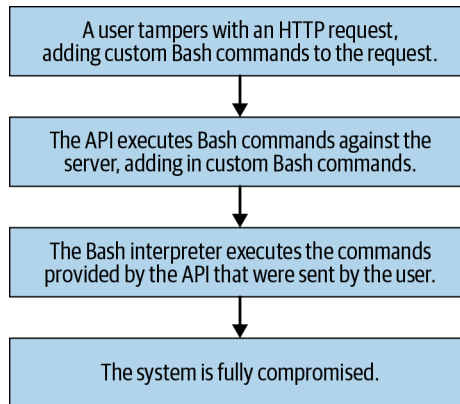 A user tampers with an HTTP request,
adding custom Bash commands to the request.
The API executes Bash commands against the
server, adding in custom Bash commands.
The Bash interpreter executes the commands
provided by the API that were sent by the user.
The system is fully compromised.